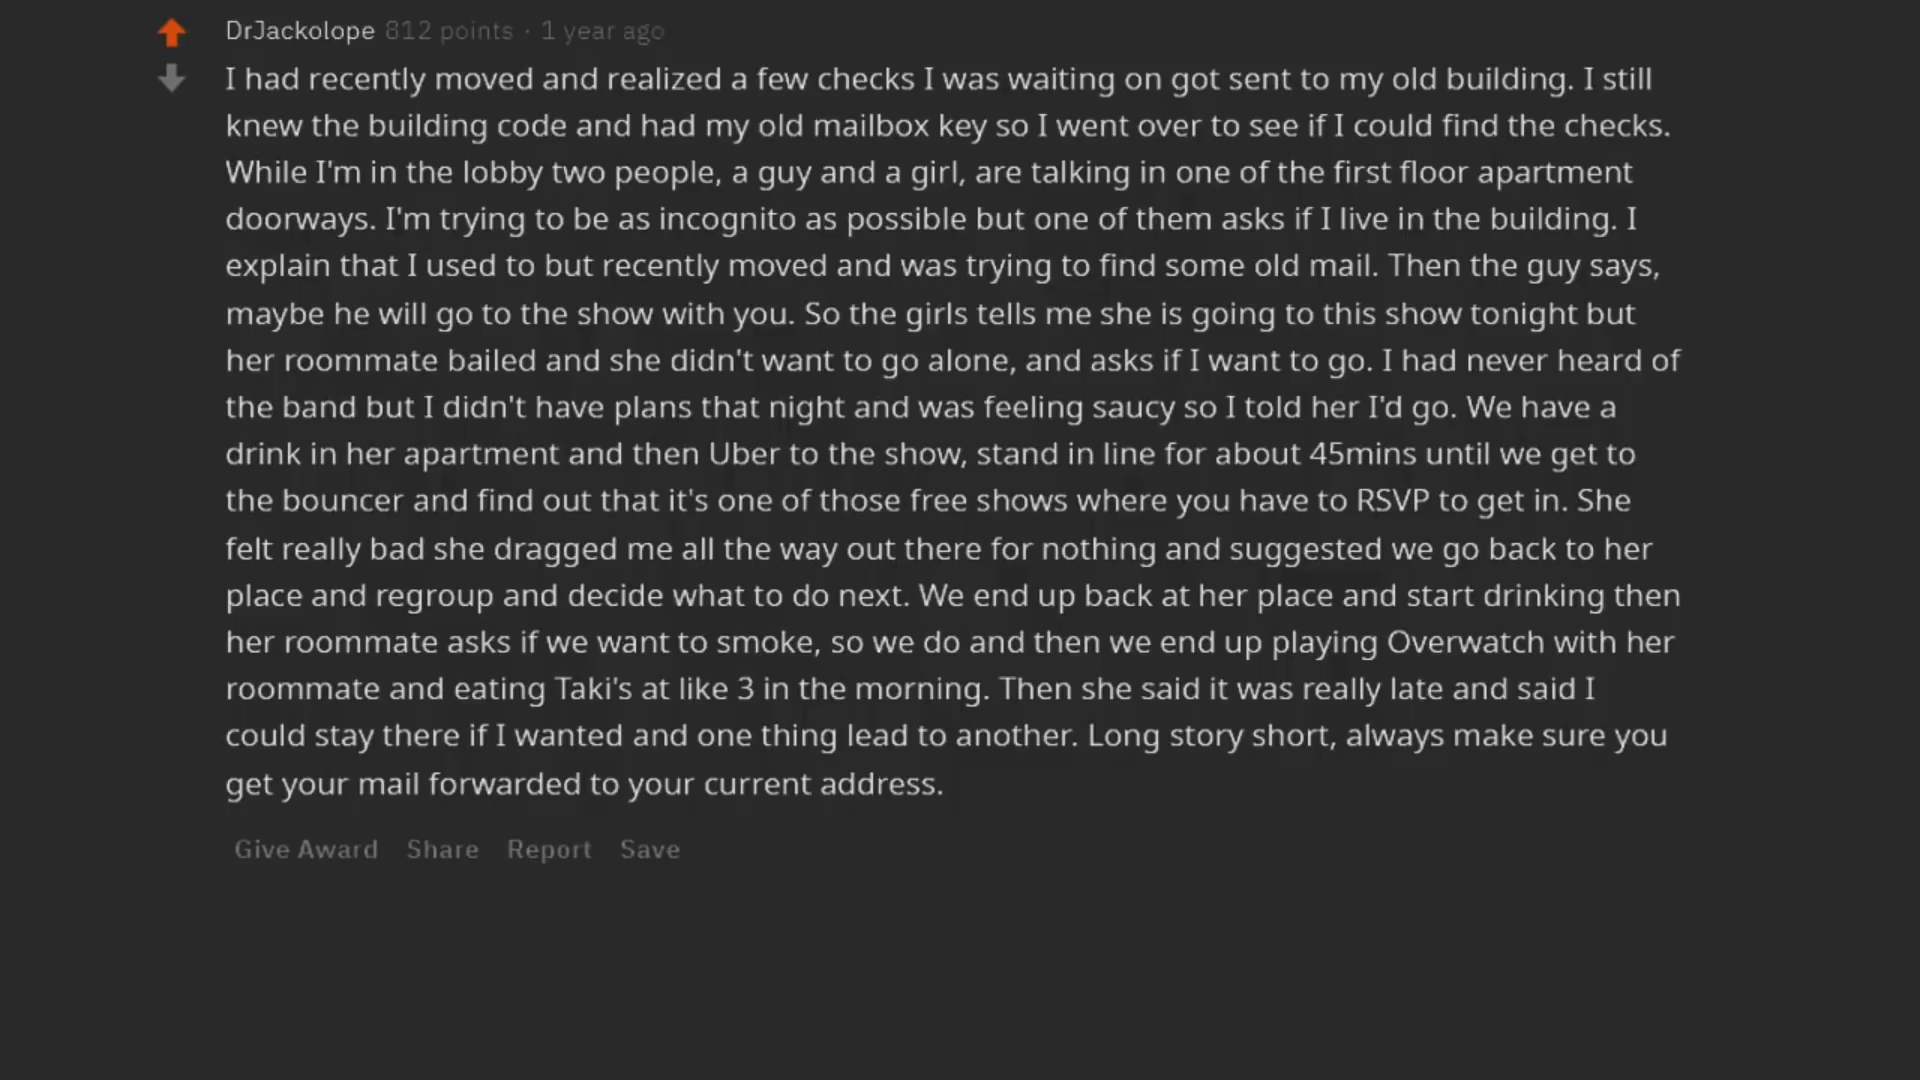 DrJackolope 812 points · 1 year ago
I had recently moved and realized a few checks I was waiting on got sent to my old building. I still
knew the building code and had my old mailbox key so I went over to see if I could find the checks.
While I'm in the lobby two people, a guy and a girl, are talking in one of the first floor apartment
doorways. I'm trying to be as incognito as possible but one of them asks if I live in the building. I
explain that I used to but recently moved and was trying to find some old mail. Then the guy says,
maybe he will go to the show with you. So the girls tells me she is going to this show tonight but
her roommate bailed and she didn't want to go alone, and asks if I want to go. I had never heard of
the band but I didn't have plans that night and was feeling saucy so I told her I'd go. We have a
drink in her apartment and then Uber to the show, stand in line for about 45mins until we get to
the bouncer and find out that it's one of those free shows where you have to RSVP to get in. She
felt really bad she dragged me all the way out there for nothing and suggested we go back to her
place and regroup and decide what to do next. We end up back at her place and start drinking then
her roommate asks if we want to smoke, so we do and then we end up playing Overwatch with her
roommate and eating Taki's at like 3 in the morning. Then she said it was really late and said I
could stay there if I wanted and one thing lead to another. Long story short, always make sure you
get your mail forwarded to your current address.
Give Award Share Report Save